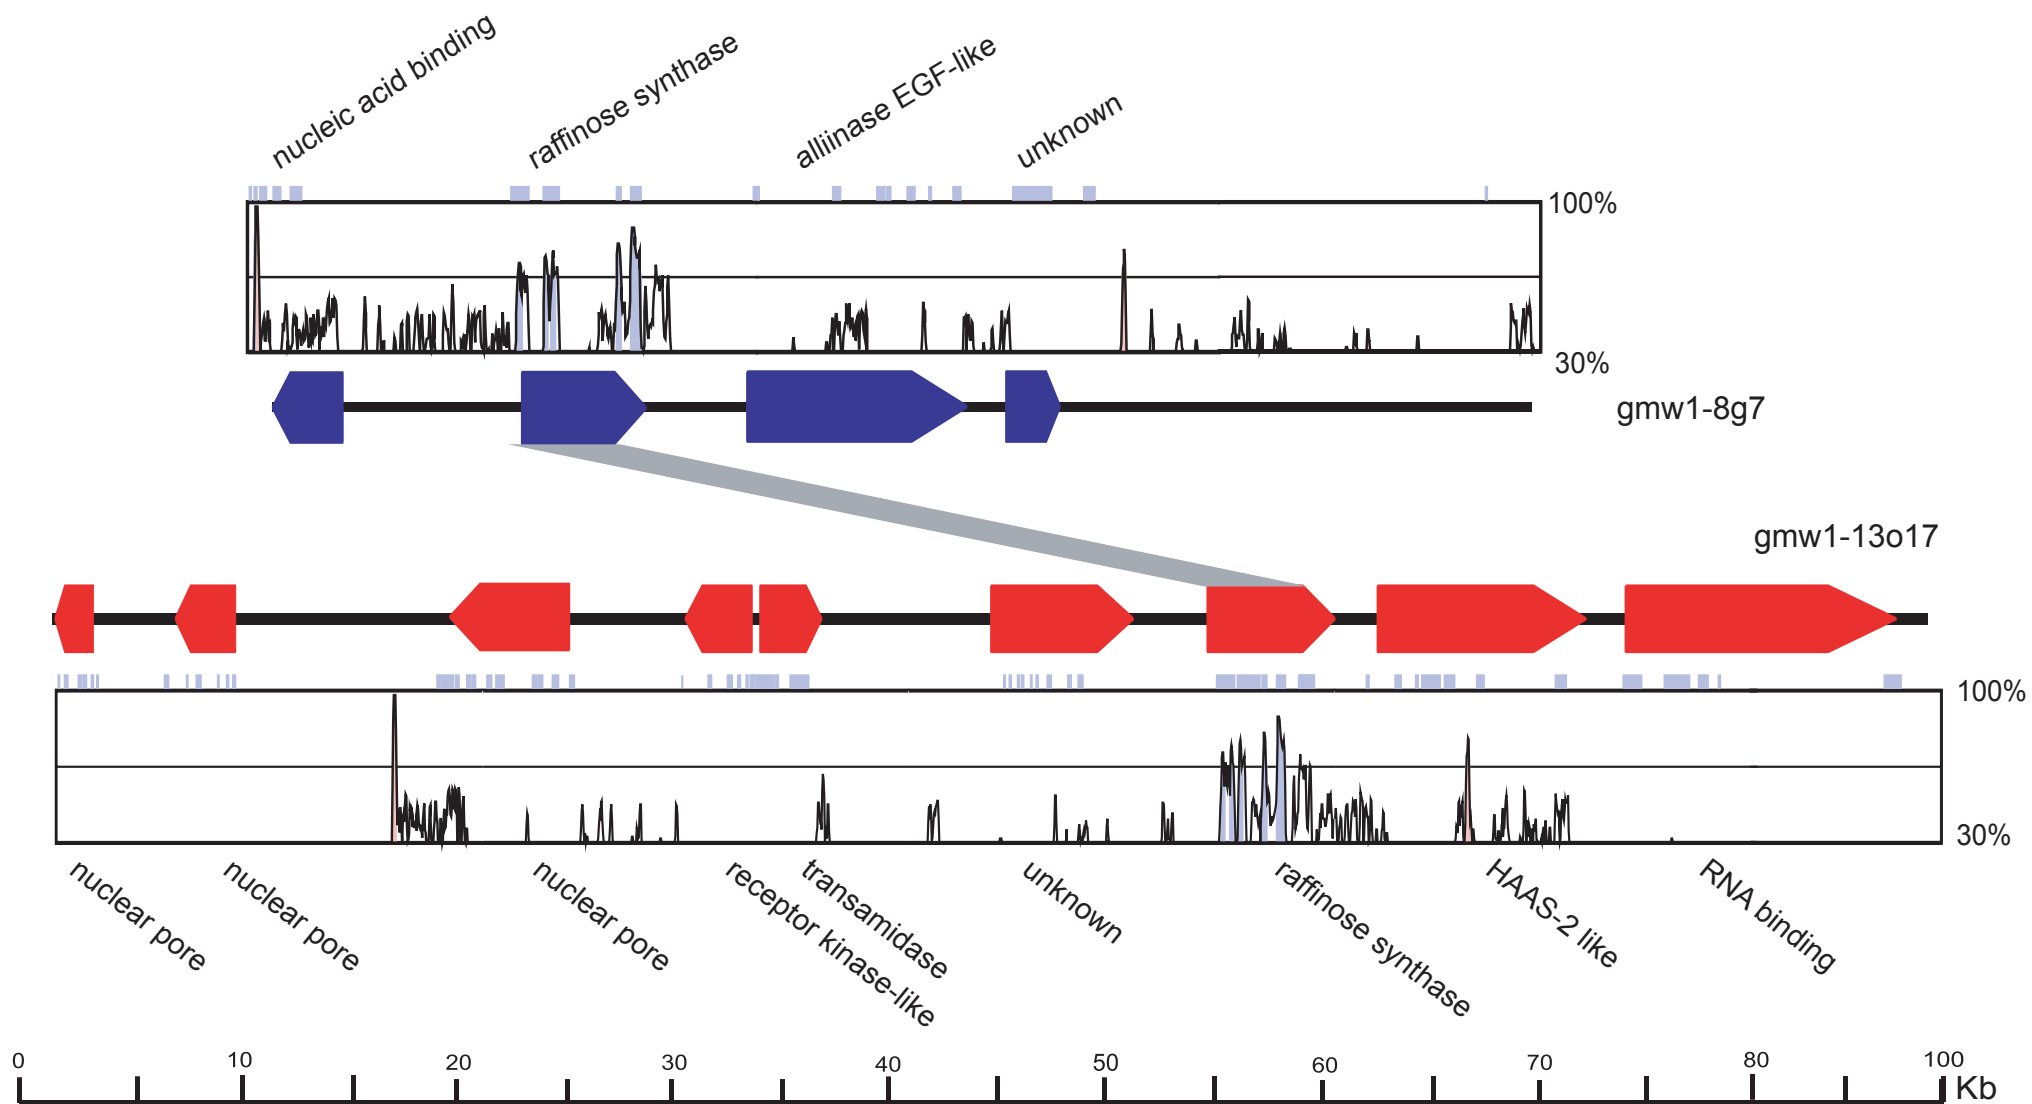 nucleic acid binding
raffinose synthase
alliinase EGF-like
unknown
100%
30%
gmw1-8g7
gmw1-13o17
100%
30%
nuclear pore
nuclear pore
nuclear pore
receptor kinase-like
transamidase
unknown
raffinose synthase
HAAS-2 like
RNA binding
0 10 20 30 40 50 60 70 80 100
Kb